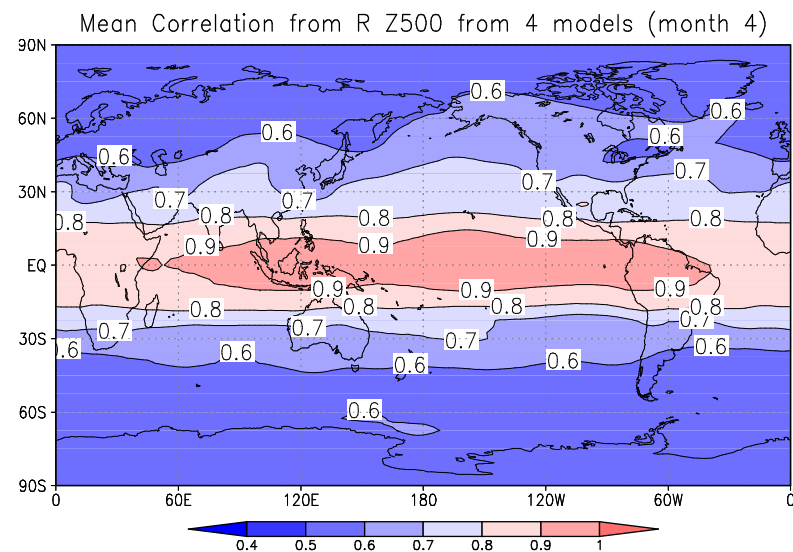 Mean Correlation from R Z500 from 4 models (month 4)
90N
0.6
60N 0.6
0.6 0.6
0.6
0.7 0.7
30N 0.7 0.7
0.8 0.8 0.8 0.8 0.8
0.9 0.9 0.9
EQ
0.9 0.9 0.9
0.8 0.8 0.8 0.8
0.7 0.7 0.7
30S 0.7
0.6 0.6 0.6
0.6 0.6
60S 0.6
90S
0 60E 120E 180 120W 60W 0
0.4 0.5 0.6 0.7 0.8 0.9 1